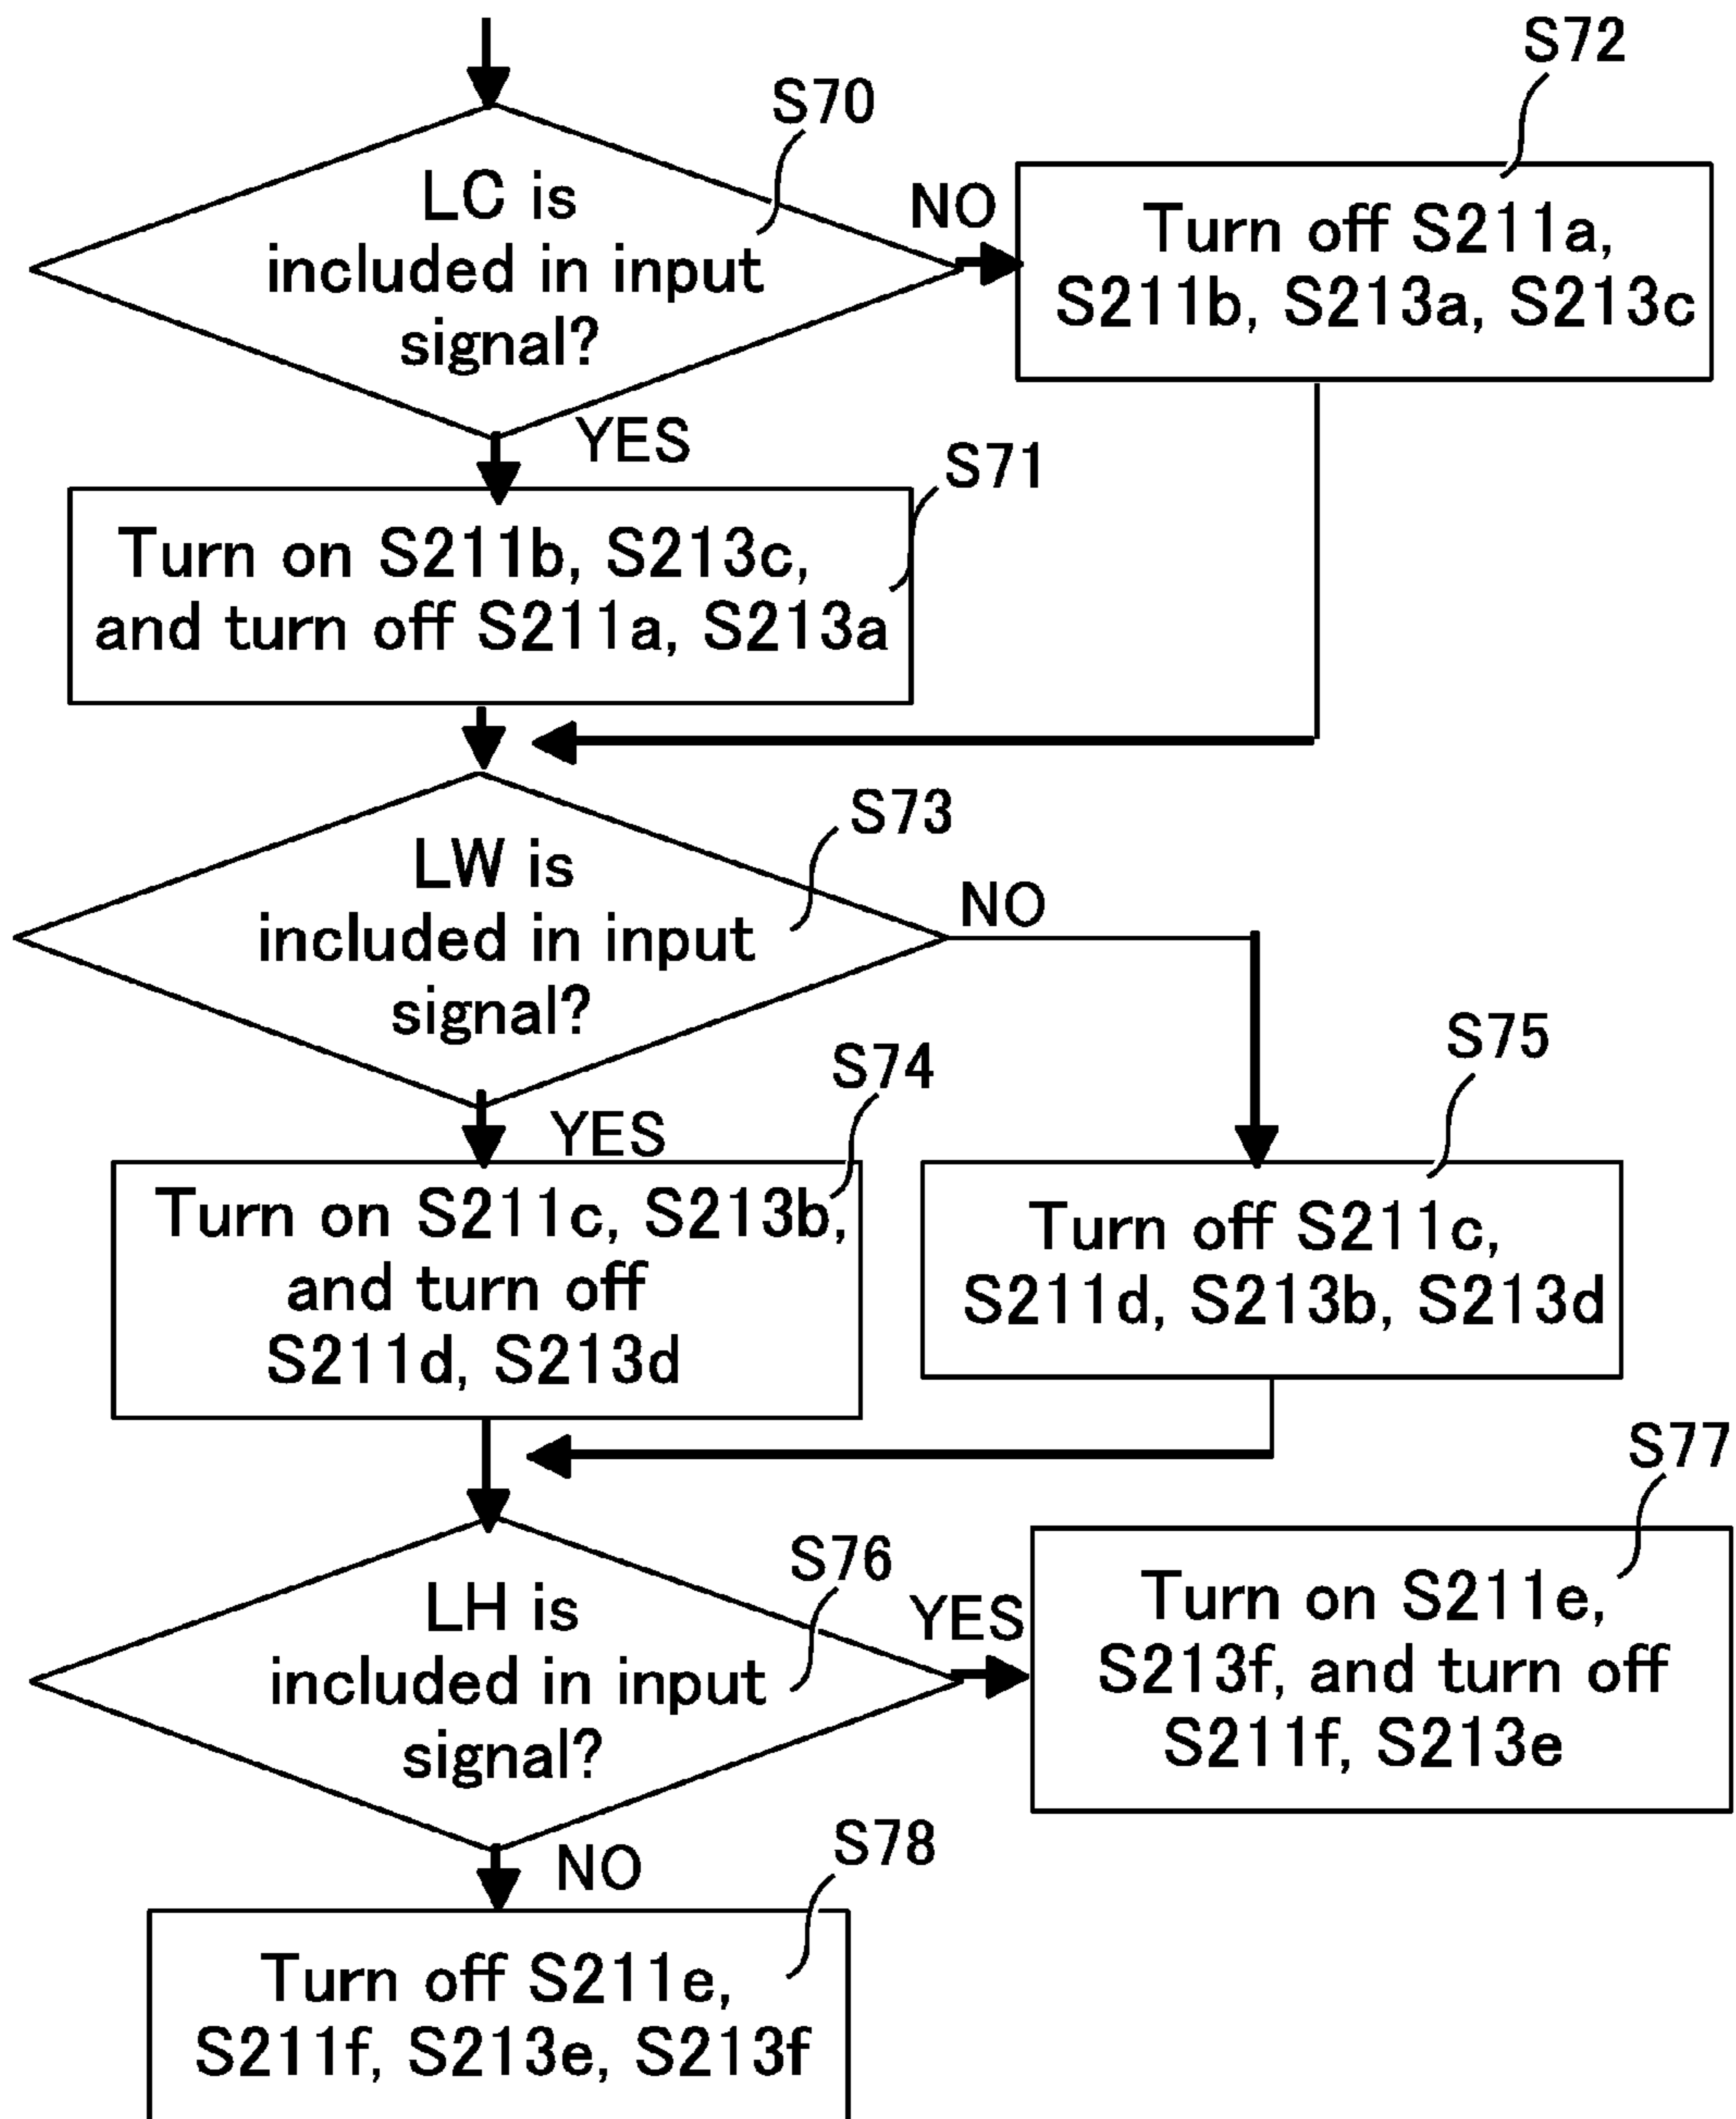 S72
S70
LC is
included in input
signal?
NO
Turn off S211a,
S211b, S213a, S213c
YES
S71
Turn on S211b, S213c,
and turn off S211a, S213a
S73
LW is
included in input
signal?
NO
S74
S75
YES
Turn on S211c, S213b,
and turn off
S211d, S213d
Turn off S211c,
S211d, S213b, S213d
S77
S76
LH is
included in input
signal?
YES
Turn on S211e,
S213f, and turn off
S211f, S213e
NO
S78
Turn off S211e,
S211f, S213e, S213f